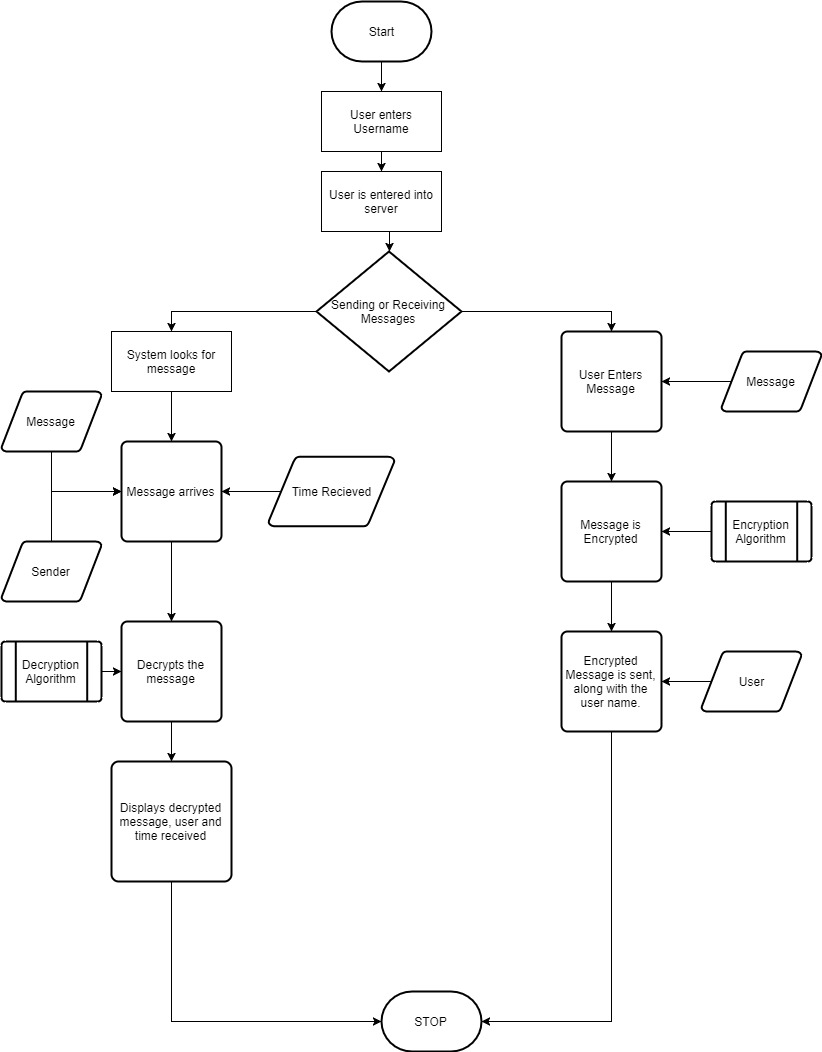 Start
User enters
Username
User is entered into
server
Sending or Receiving
Messages
System looks for
message
User Enters
Message
Message
Message
Message arrives
Time Recieved
Sender
Message is
Encrypted
Encryption
Algorithm
Decryption
Algorithm
Decrypts the
message
Encrypted
Message is sent,
along with the
user name.
User
Displays decrypted
message, user and
time received
STOP